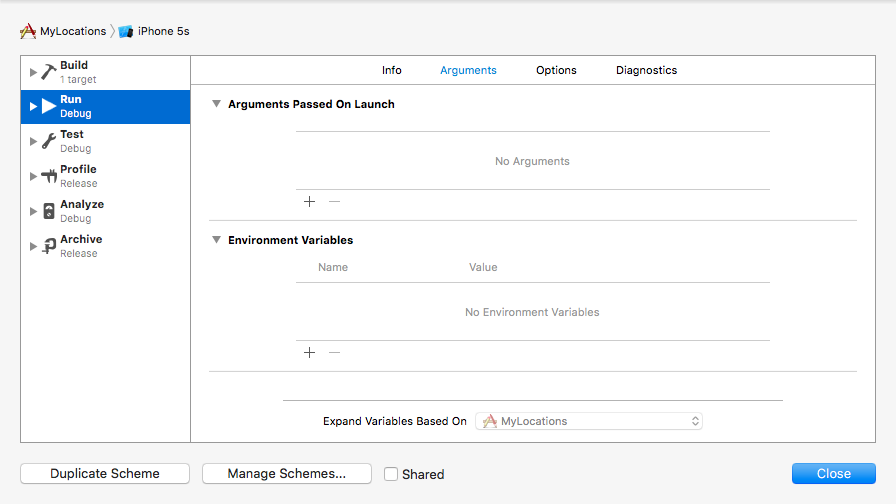 MyLocations iPhone 5s
Build
1 target
Run
Debug
Test
Debug
Profile
Release
Analyze
Debug
Archive
Release
Info Arguments Options Diagnostics
Arguments Passed On Launch
No Arguments
Environment Variables
Name Value
No Environment Variables
Expand Variables Based On MyLocations
Duplicate Scheme Manage Schemes... Shared Close